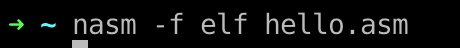 ➜ ~ nasm -f elf hello.asm